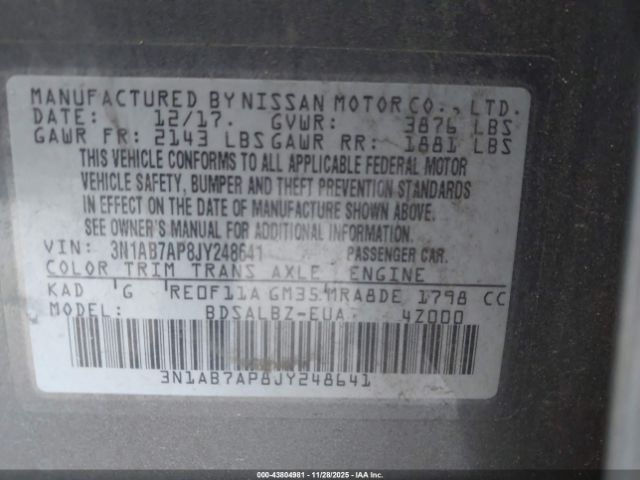 MANUFACTURED BY NISSAN MOTOR CO., LTD.
DATE: 12/17. GVWR: 3876 LBS
GAWR FR: 2143 LBS GAWR RR: 1881 LBS
THIS VEHICLE CONFORMS TO ALL APPLICABLE FEDERAL MOTOR
VEHICLE SAFETY, BUMPER AND THEFT PREVENTION STANDARDS
IN EFFECT ON THE DATE OF MANUFACTURE SHOWN ABOVE.
SEE OWNER'S MANUAL FOR ADDITIONAL INFORMATION.
VIN: 3N1AB7AP8JY248641 PASSENGER CAR.
COLOR TRIM TRANS AXLE ENGINE
KAD G RE0F11A GM35 MRA8DE 1798 CC
MODEL: BDSALBZ-EUA- 4Z000
3N1AB7AP8JY248641
000-43804981 | 11/28/2025 | IAAI.COM